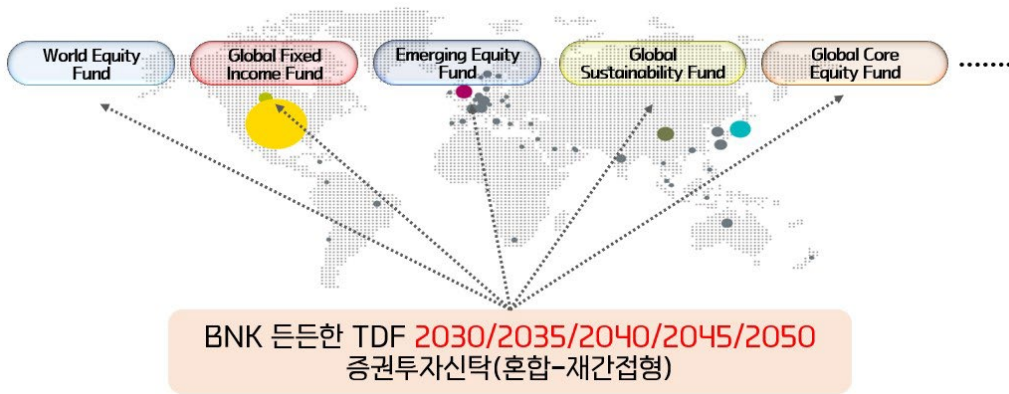 World Equity
Fund
Global Fixed
Income Fund
Emerging Equity
Fund
Global
Sustainability Fund
Global Core
Equity Fund
BNK 든든한 TDF 2030/2035/2040/2045/2050
증권투자신탁(혼합-재간접형)